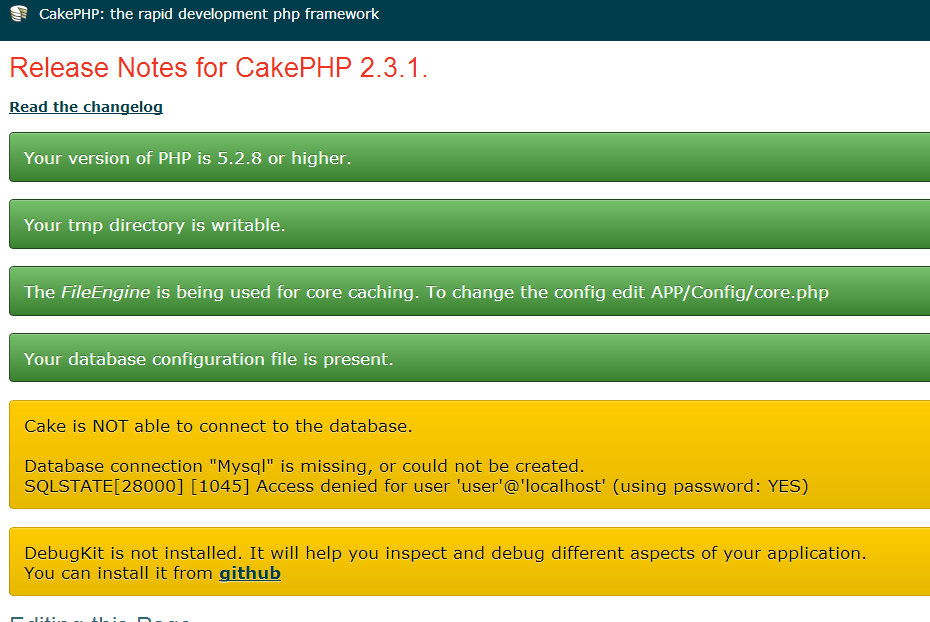 CakePHP: the rapid development php framework
Release Notes for CakePHP 2.3.1.
Read the changelog
Your version of PHP is 5.2.8 or higher.
Your tmp directory is writable.
The FileEngine is being used for core caching. To change the config edit APP/Config/core.php
Your database configuration file is present.
Cake is NOT able to connect to the database.
Database connection "Mysql" is missing, or could not be created.
SQLSTATE[28000] [1045] Access denied for user 'user'@'localhost' (using password: YES)
DebugKit is not installed. It will help you inspect and debug different aspects of your application.
You can install it from github
Editing this Page